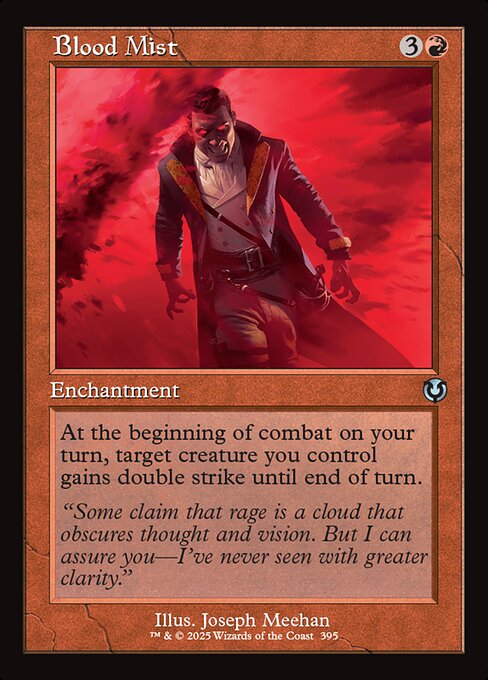 Blood Mist
3
Enchantment
At the beginning of combat on your
turn, target creature you control
gains double strike until end of turn.
“Some claim that rage is a cloud that
obscures thought and vision. But I can
assure you—I’ve never seen with greater
clarity.”
Illus. Joseph Meehan
™ & © 2025 Wizards of the Coast 395